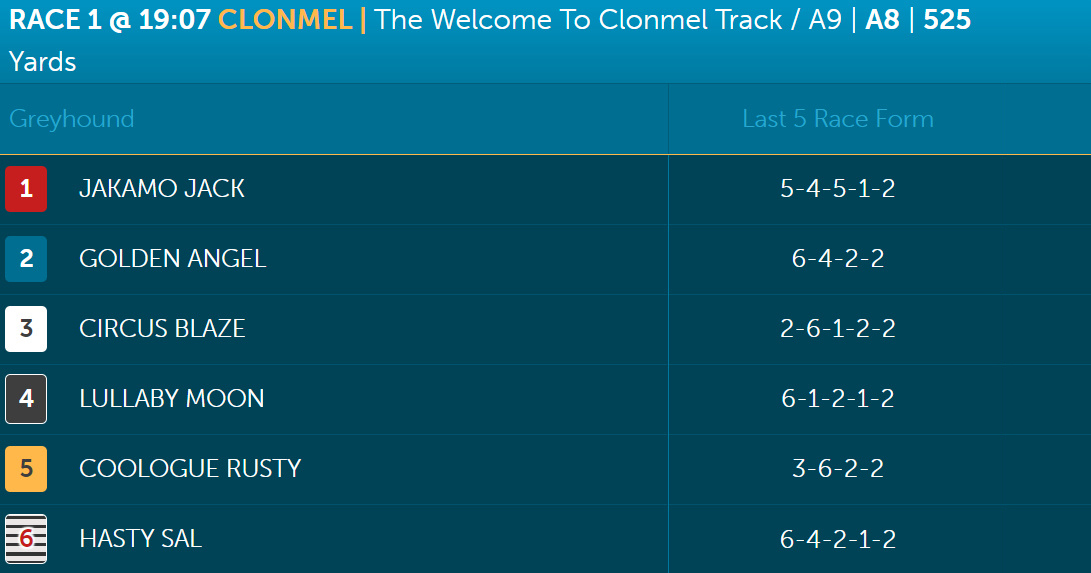 RACE 1 @ 19:07 CLONMEL | The Welcome To Clonmel Track / A9 | A8 | 525
Yards
Greyhound Last 5 Race Form
1 JAKAMO JACK 5-4-5-1-2
2 GOLDEN ANGEL 6-4-2-2
3 CIRCUS BLAZE 2-6-1-2-2
4 LULLABY MOON 6-1-2-1-2
5 COOLOGUE RUSTY 3-6-2-2
6 HASTY SAL 6-4-2-1-2